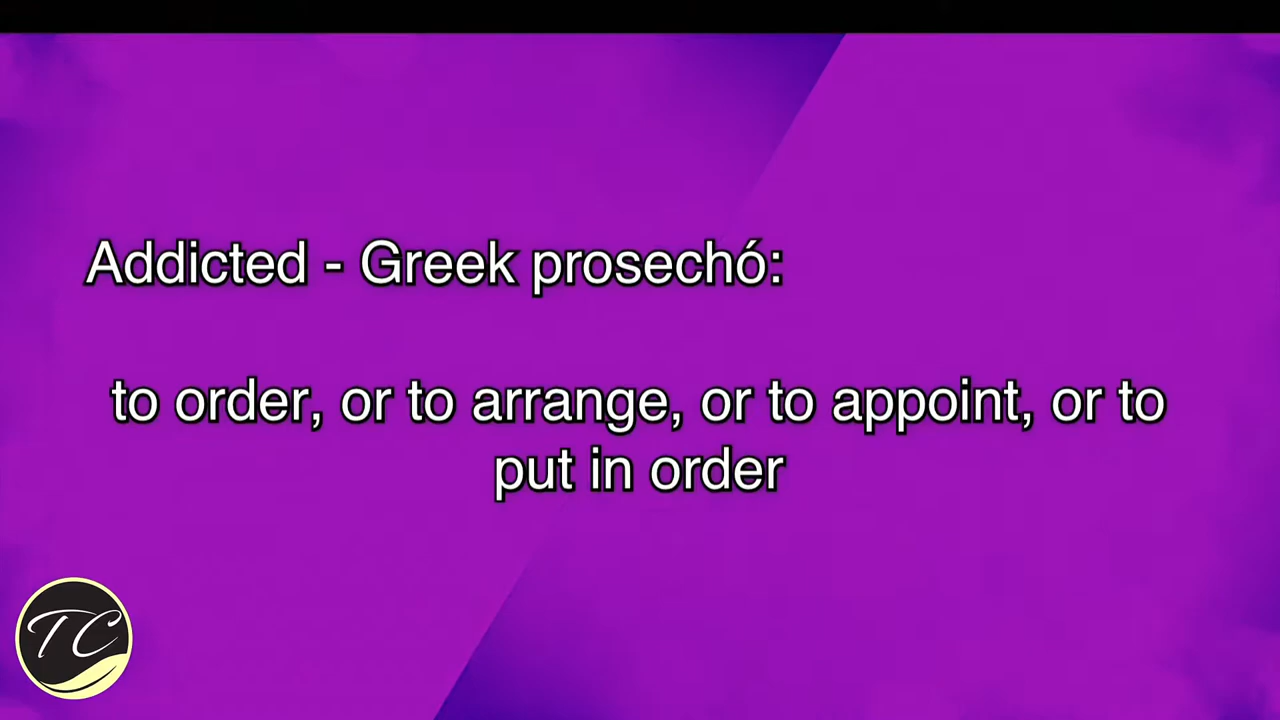 Addicted - Greek prosechó:
to order, or to arrange, or to appoint, or to
put in order
TC